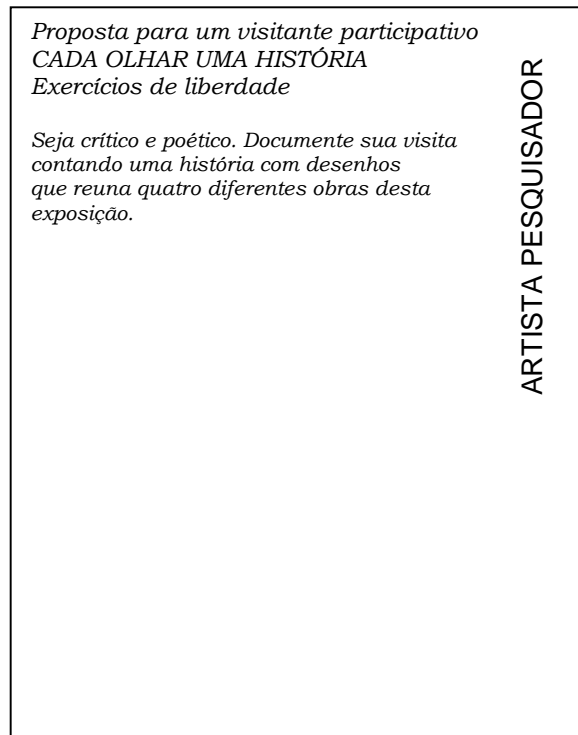 Proposta para um visitante participativo
CADA OLHAR UMA HISTÓRIA
Exercícios de liberdade
Seja crítico e poético. Documente sua visita
contando uma história com desenhos
que reuna quatro diferentes obras desta
exposição.
ARTISTA PESQUISADOR